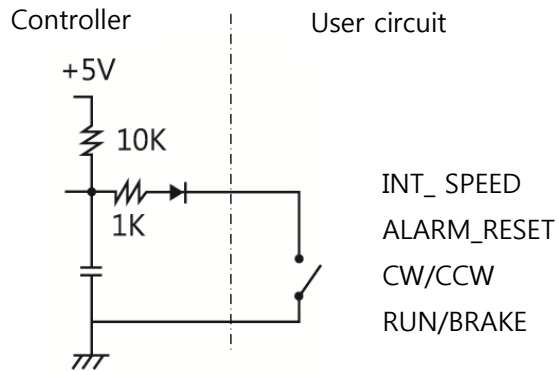 Controller
User circuit
+5V
10K
1K
INT_ SPEED
ALARM_RESET
CW/CCW
RUN/BRAKE